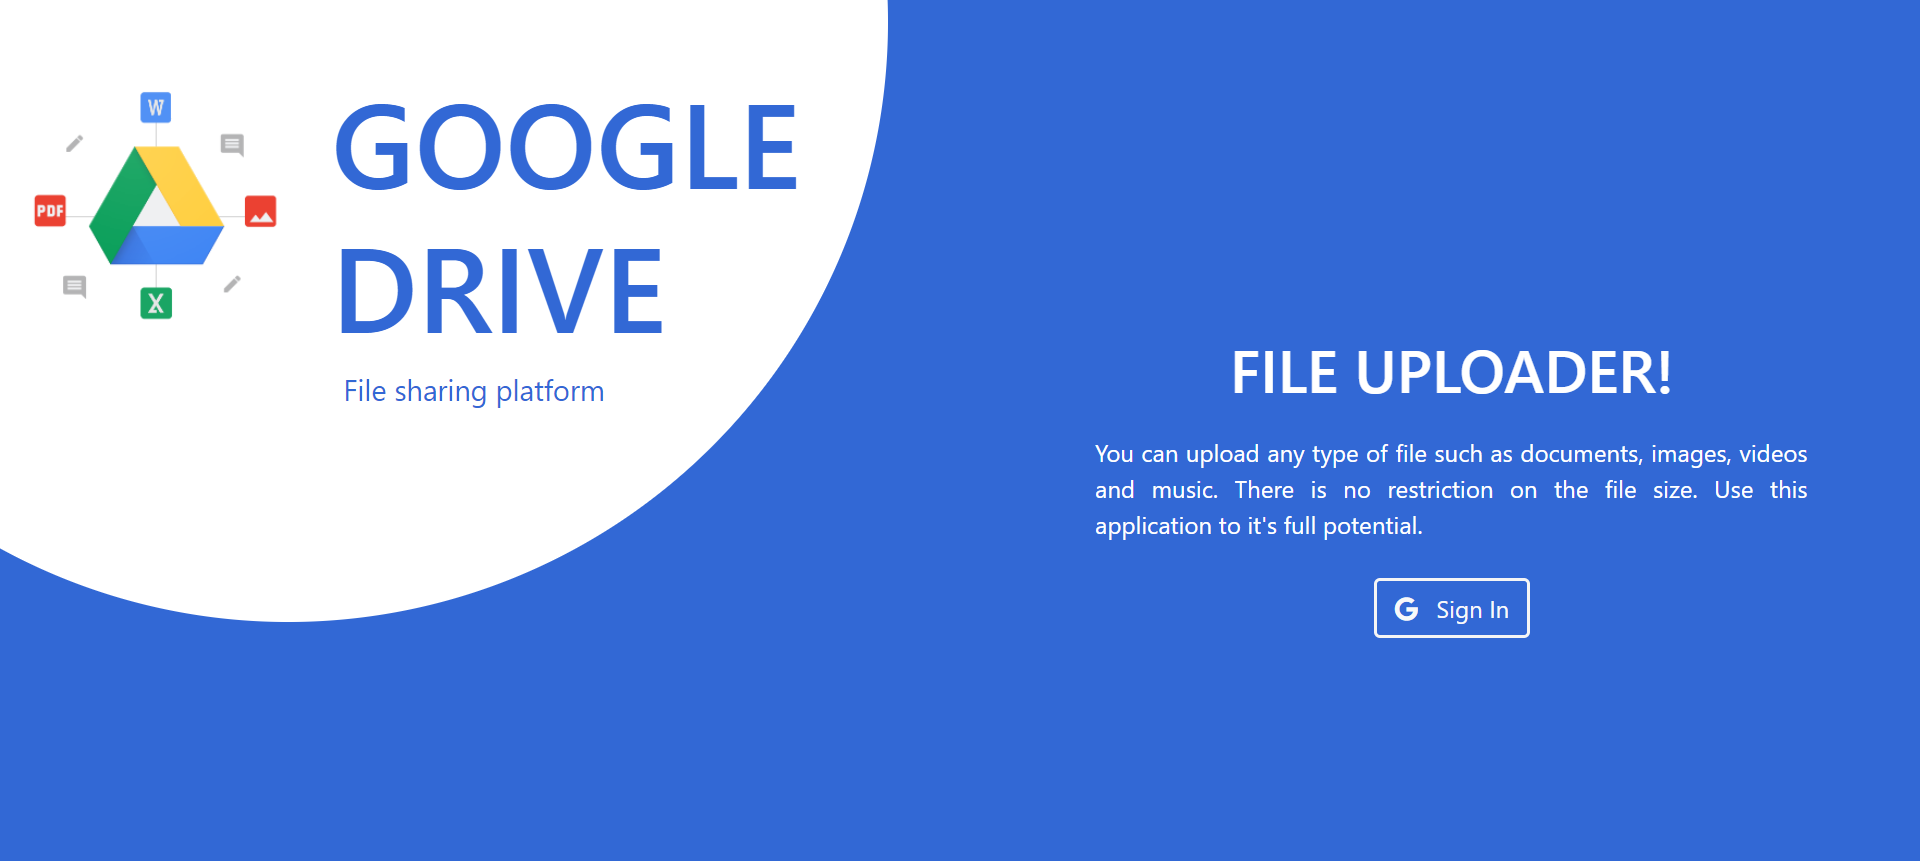 W
PDF
X
GOOGLE
DRIVE
File sharing platform
FILE UPLOADER!
You can upload any type of file such as documents, images, videos
and music. There is no restriction on the file size. Use this
application to it's full potential.
G Sign In